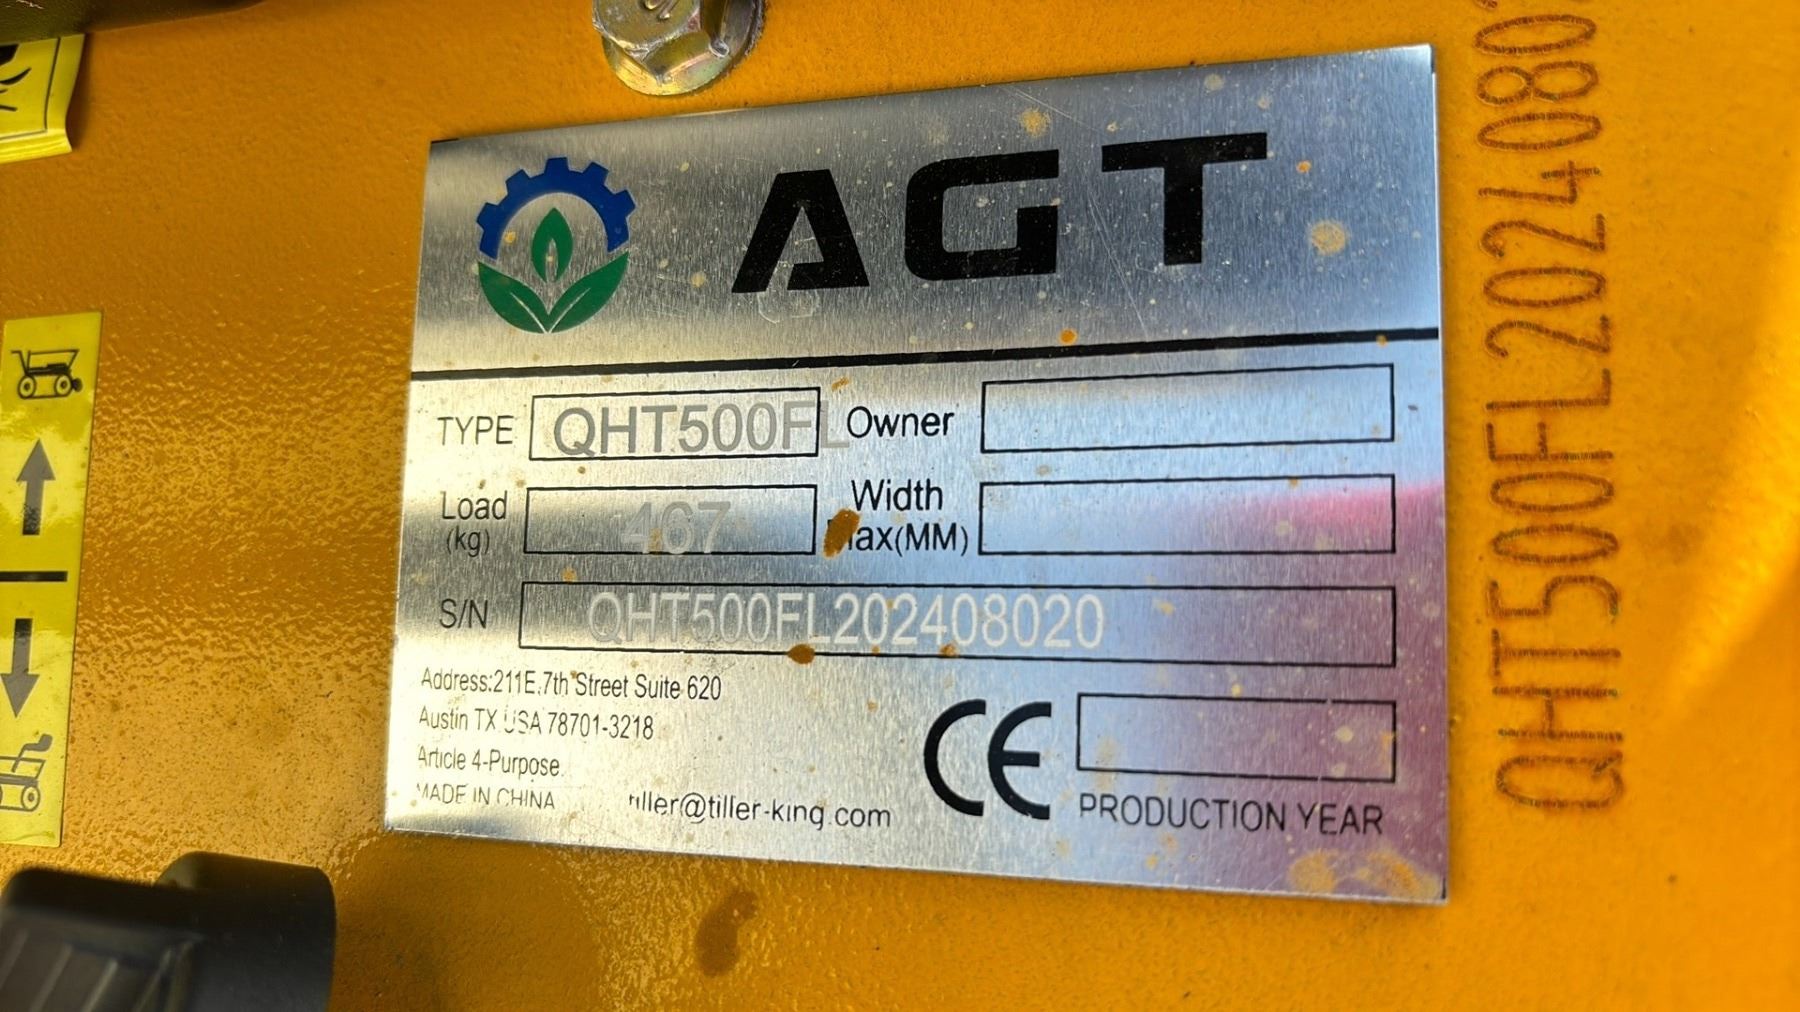 AGT
TYPE QHT500FL Owner
Load (kg) 467 Width Max(MM)
S/N QHT500FL202408020
Address:211E.7th Street Suite 620
Austin TX USA 78701-3218
Article 4-Purpose
MADE IN CHINA
tiller@tiller-king.com
CE
PRODUCTION YEAR
QHT500FL2024080